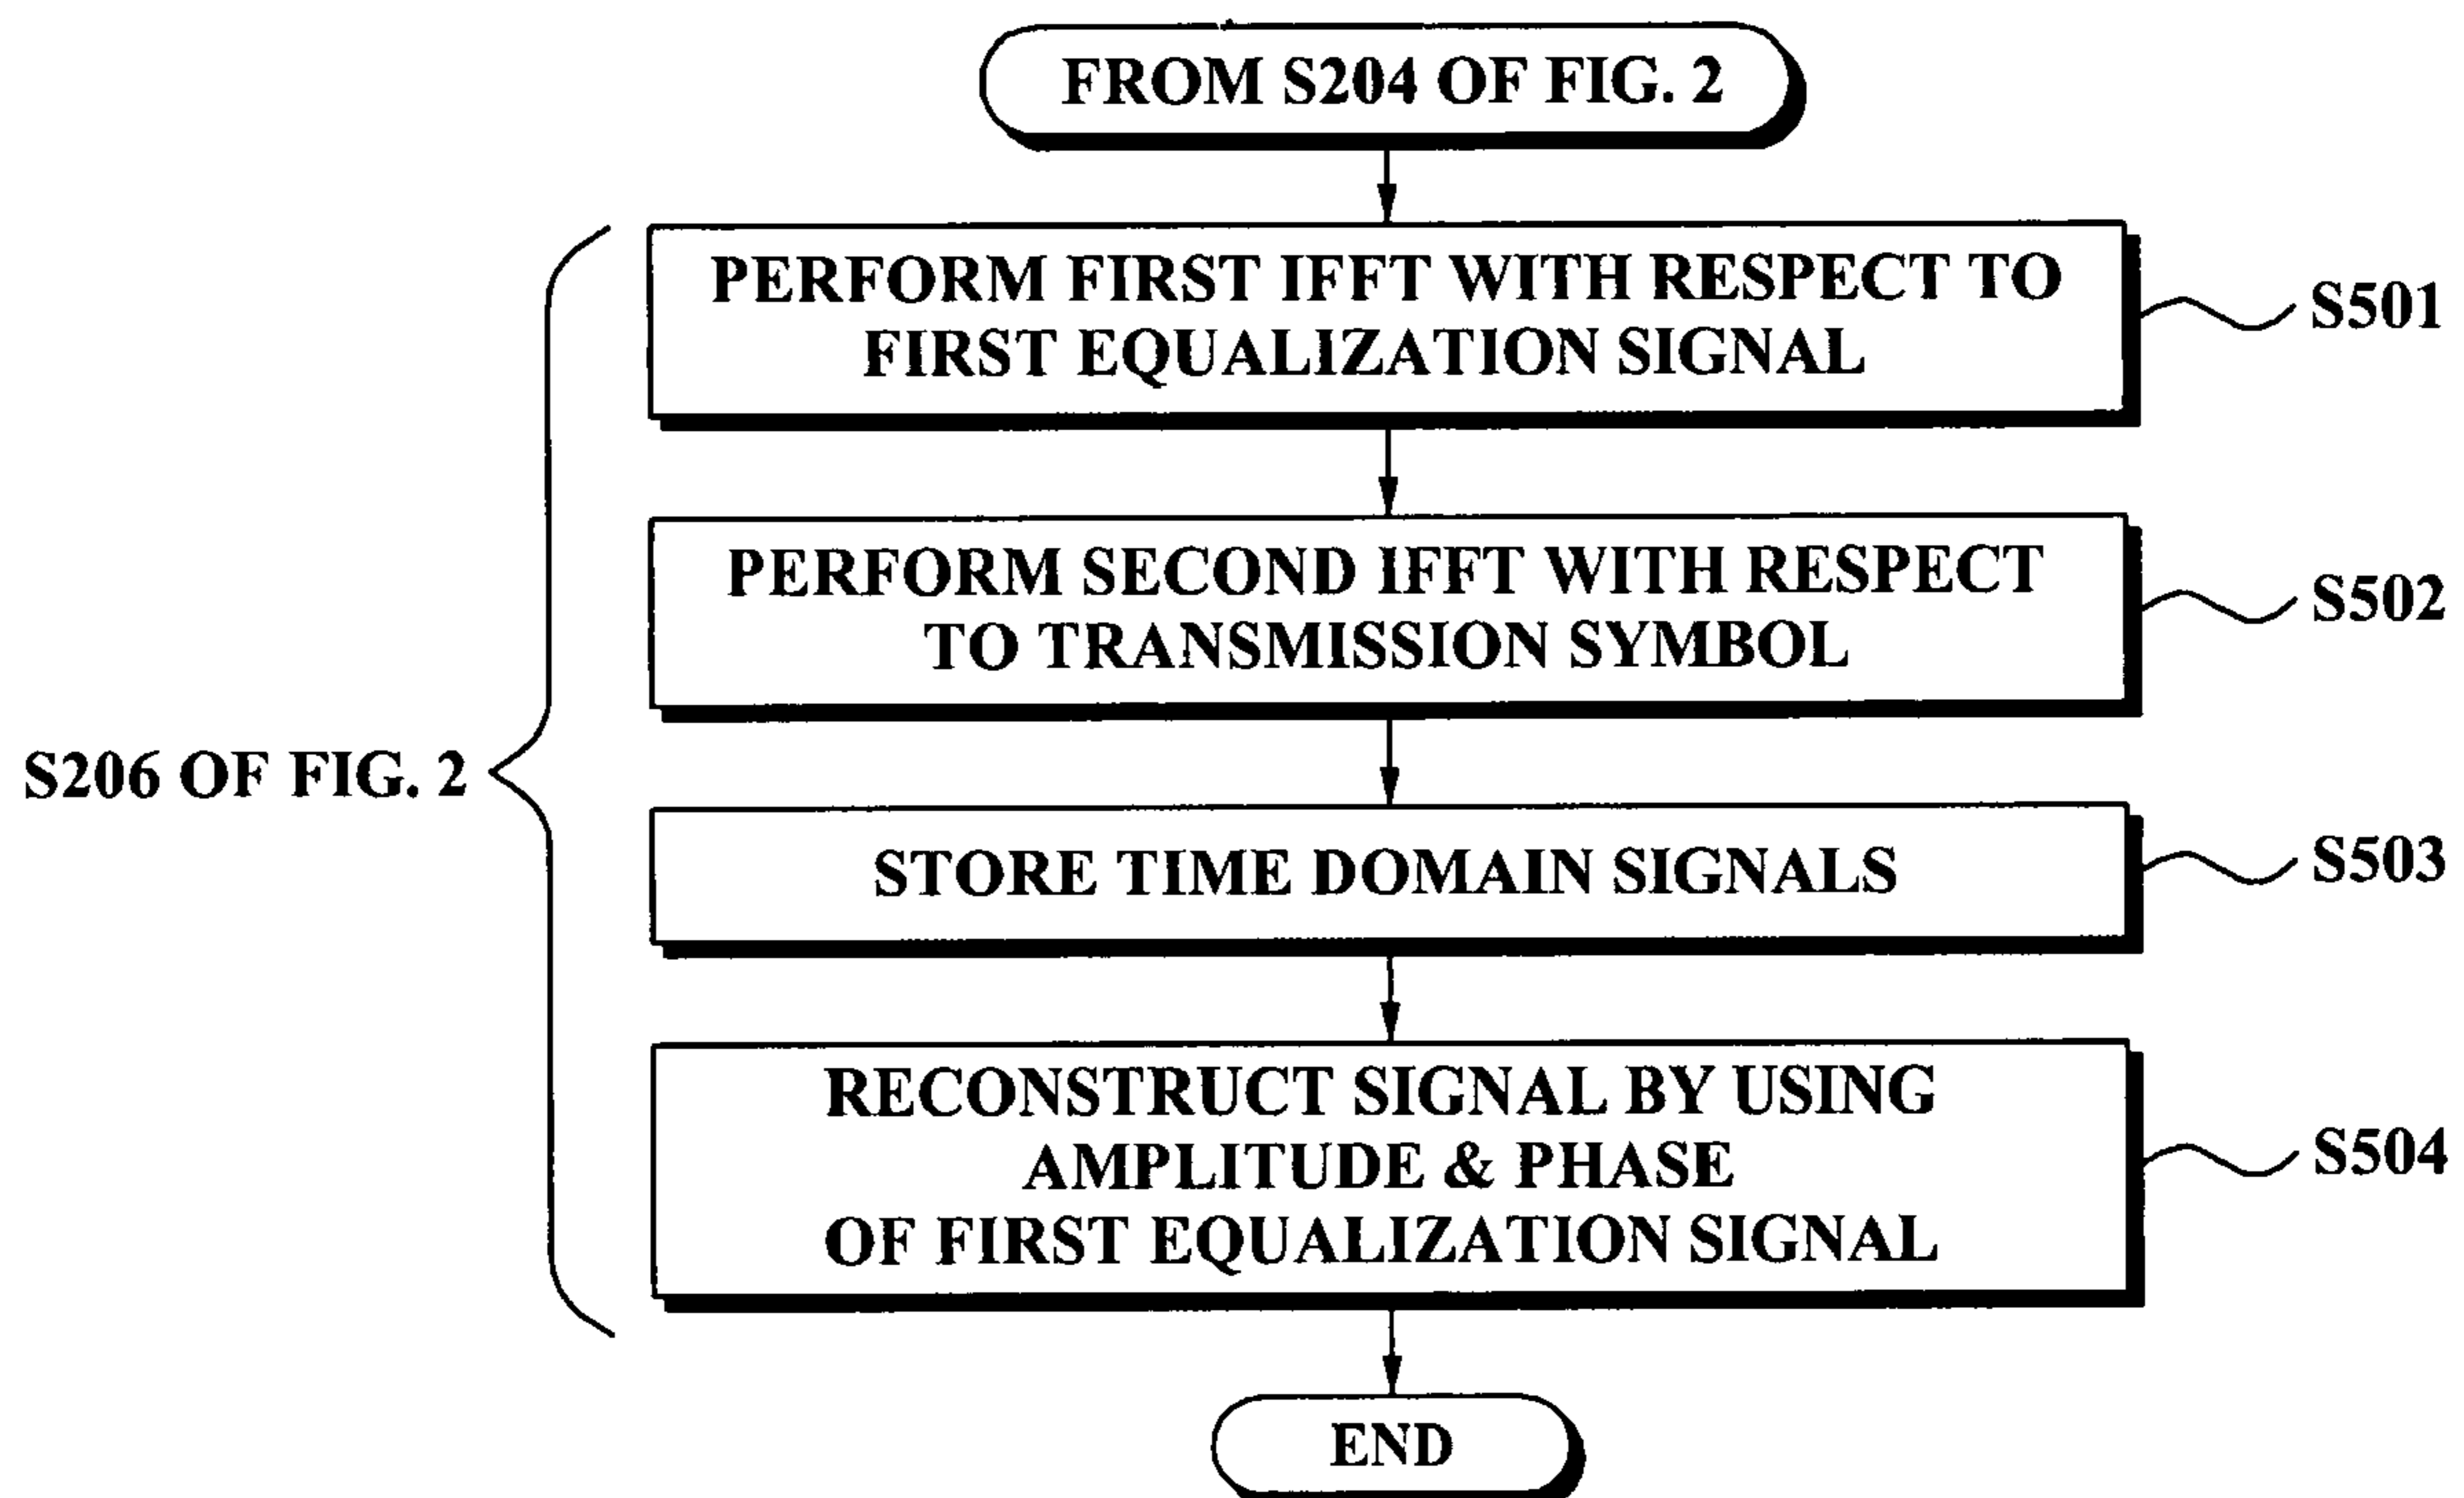 FROM S204 OF FIG. 2
PERFORM FIRST IFFT WITH RESPECT TO
FIRST EQUALIZATION SIGNAL
S501
PERFORM SECOND IFFT WITH RESPECT
TO TRANSMISSION SYMBOL
S502
S206 OF FIG. 2
STORE TIME DOMAIN SIGNALS
S503
RECONSTRUCT SIGNAL BY USING
AMPLITUDE & PHASE
OF FIRST EQUALIZATION SIGNAL
S504
END